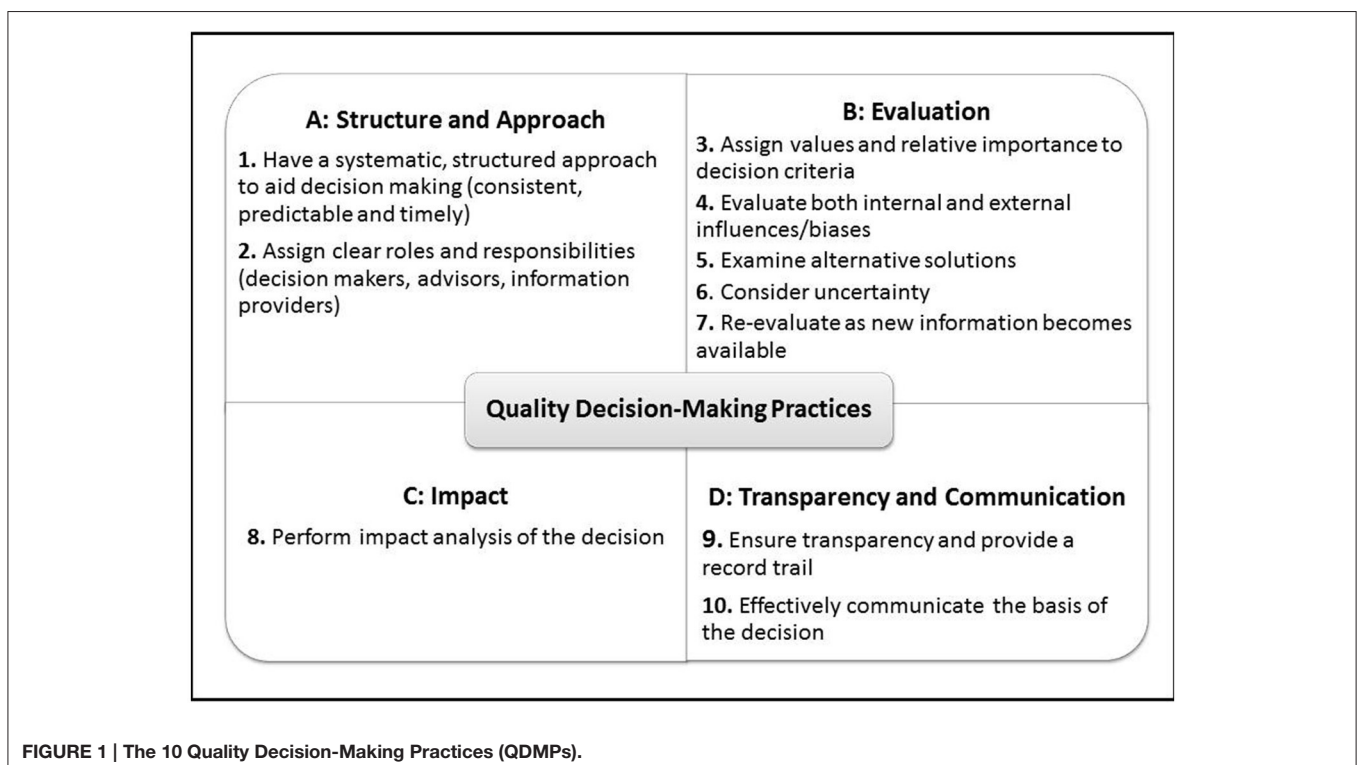 A: Structure and Approach
1. Have a systematic, structured approach
to aid decision making (consistent,
predictable and timely)
2. Assign clear roles and responsibilities
(decision makers, advisors, information
providers)
B: Evaluation
3. Assign values and relative importance to
decision criteria
4. Evaluate both internal and external
influences/biases
5. Examine alternative solutions
6. Consider uncertainty
7. Re-evaluate as new information becomes
available
Quality Decision-Making Practices
C: Impact
8. Perform impact analysis of the decision
D: Transparency and Communication
9. Ensure transparency and provide a
record trail
10. Effectively communicate the basis of
the decision
FIGURE 1 | The 10 Quality Decision-Making Practices (QDMPs).